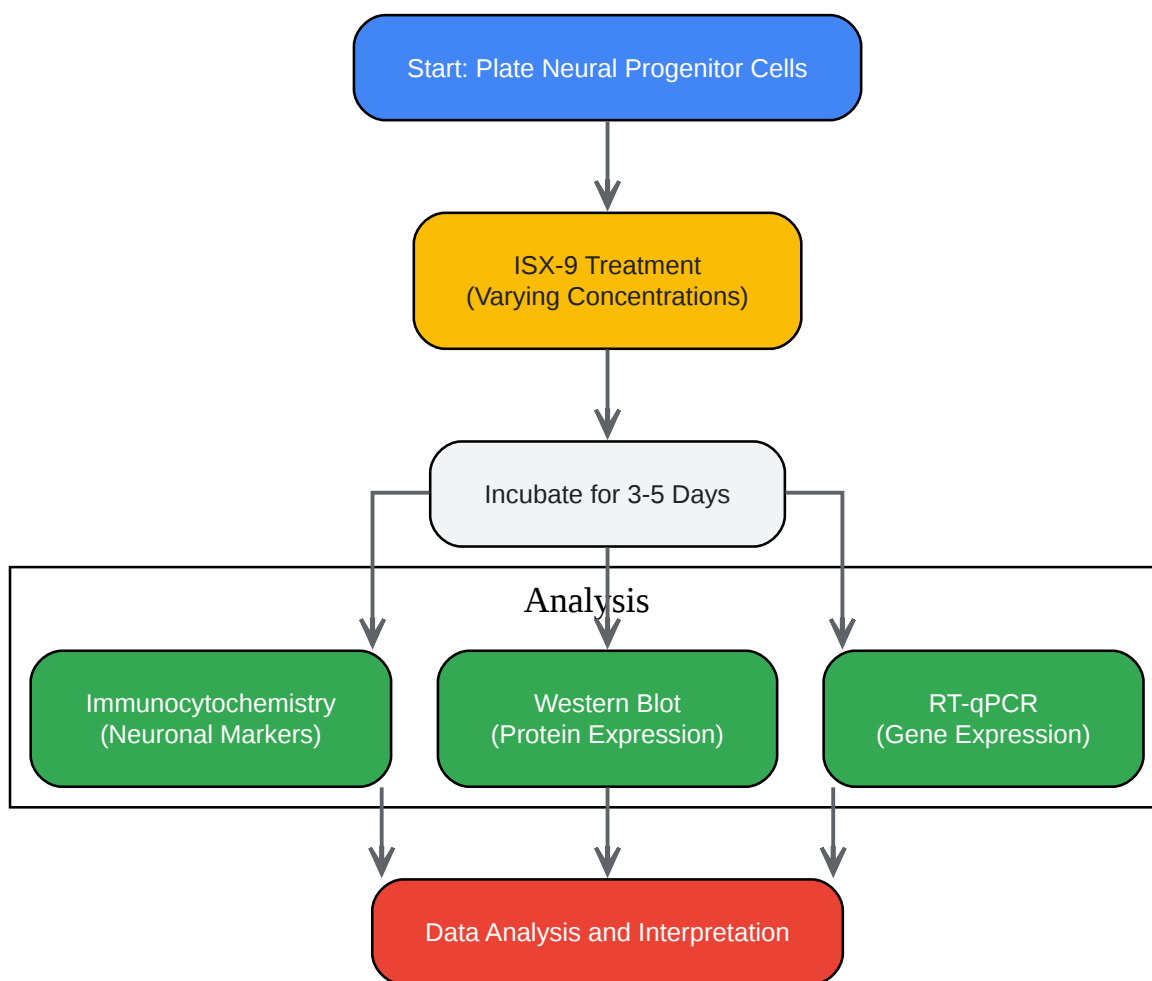 Start: Plate Neural Progenitor Cells
ISX-9 Treatment
(Varying Concentrations)
Incubate for 3-5 Days
Analysis
Immunocytochemistry
(Neuronal Markers)
Western Blot
(Protein Expression)
RT-qPCR
(Gene Expression)
Data Analysis and Interpretation